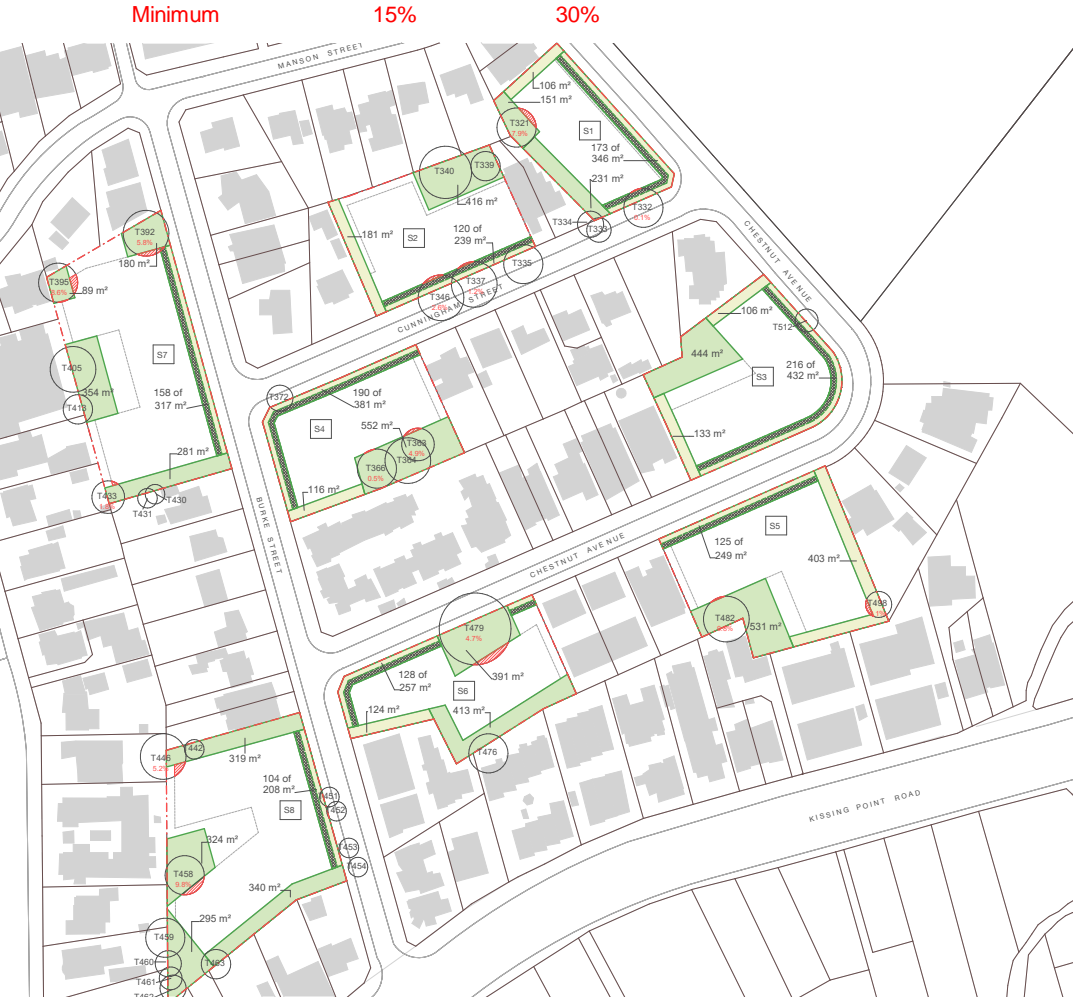 Minimum 15% 30%
MANSON STREET
106 m²
151 m²
T321
7.9%
S1
173 of
346 m²
231 m²
T334
T333
T332
T339
T340
416 m²
181 m²
S2
120 of
239 m²
T335
T337
T346
CUNNINGHAM STREET
CHESTNUT AVENUE
T392
5.8%
180 m²
T395
89 m²
T405
354 m²
T413
S7
158 of
317 m²
281 m²
T433
T431
T430
T372
190 of
381 m²
S4
552 m²
T363
4.9%
T364
T366
0.5%
116 m²
106 m²
T512
444 m²
S3
216 of
432 m²
133 m²
BURKE STREET
CHESTNUT AVENUE
S5
125 of
249 m²
403 m²
T498
T482
531 m²
T479
4.7%
128 of
257 m²
391 m²
S6
124 m²
413 m²
T476
T446
5.2%
T442
319 m²
104 of
208 m²
S8
T451
T452
T453
T454
324 m²
T458
9.8%
340 m²
295 m²
T459
T460
T461
T462
T463
KISSING POINT ROAD